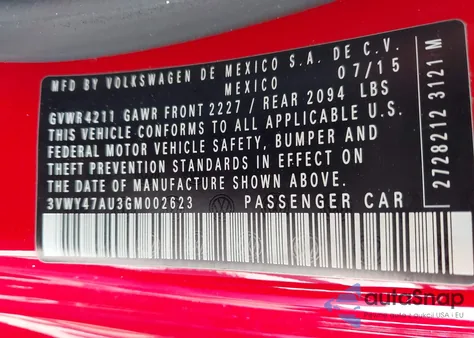 MFD BY VOLKSWAGEN DE MEXICO S.A. DE C.V.
MEXICO 07/15
GVWR4211 GAWR FRONT 2227 / REAR 2094 LBS
THIS VEHICLE CONFORMS TO ALL APPLICABLE U.S.
FEDERAL MOTOR VEHICLE SAFETY, BUMPER AND
THEFT PREVENTION STANDARDS IN EFFECT ON
THE DATE OF MANUFACTURE SHOWN ABOVE.
3VWY47AU3GM002623 PASSENGER CAR
2728212 3121 M
autoSnap